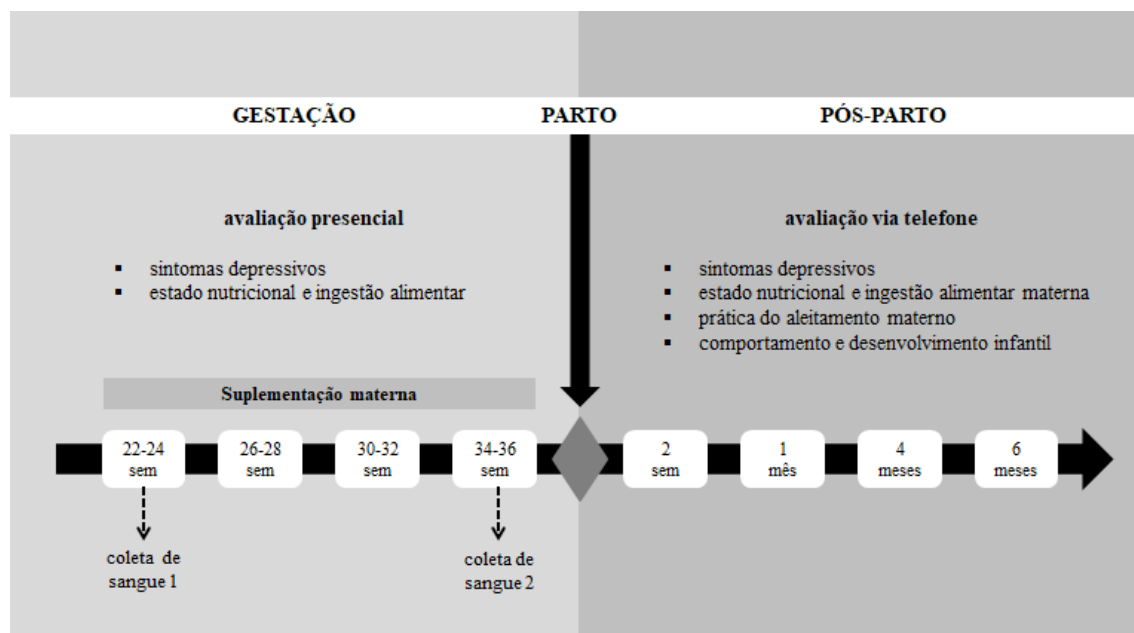 GESTAÇÃO
PARTO
PÓS-PARTO
avaliação presencial
▪ sintomas depressivos
▪ estado nutricional e ingestão alimentar
avaliação via telefone
▪ sintomas depressivos
▪ estado nutricional e ingestão alimentar materna
▪ prática do aleitamento materno
▪ comportamento e desenvolvimento infantil
Suplementação materna
22-24
sem
26-28
sem
30-32
sem
34-36
sem
2
sem
1
mês
4
meses
6
meses
coleta de
sangue 1
coleta de
sangue 2